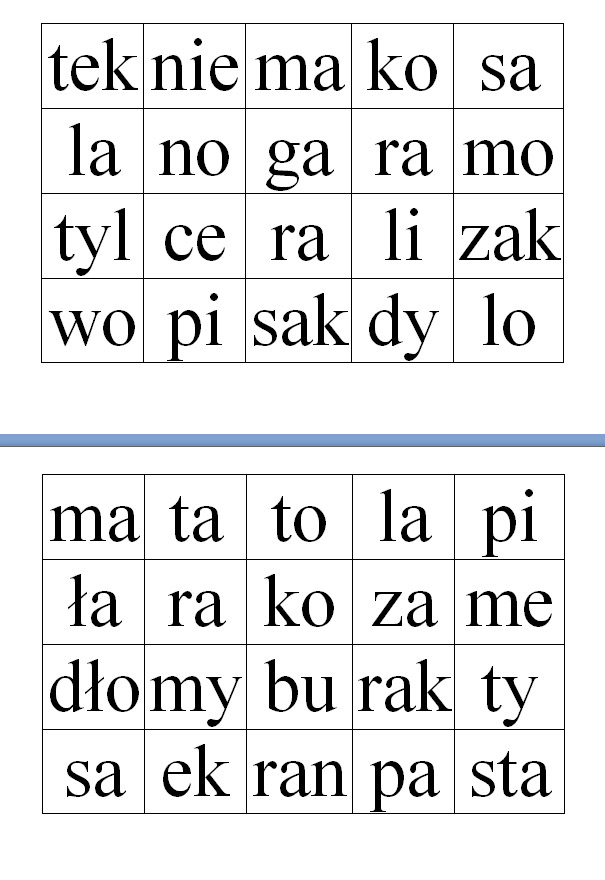 tek nie ma ko sa
la no ga ra mo
tyl ce ra li zak
wo pi sak dy lo
ma ta to la pi
ła ra ko za me
dło my bu rak ty
sa ek ran pa sta